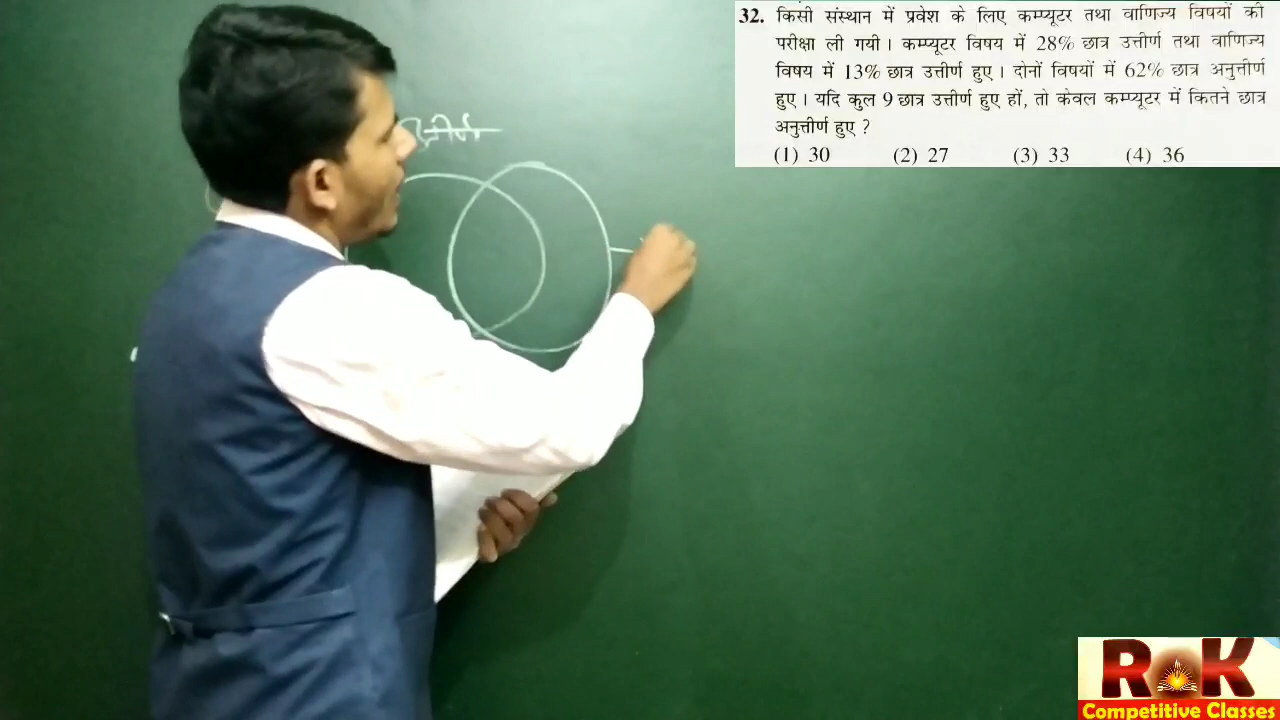 32. किसी संस्थान में प्रवेश के लिए कम्प्यूटर तथा वाणिज्य विषयों की
परीक्षा ली गयी। कम्प्यूटर विषय में 28% छात्र उत्तीर्ण तथा वाणिज्य
विषय में 13% छात्र उत्तीर्ण हुए। दोनों विषयों में 62% छात्र अनुत्तीर्ण
हुए। यदि कुल 9 छात्र उत्तीर्ण हुए हों, तो केवल कम्प्यूटर में कितने छात्र
अनुत्तीर्ण हुए ?
(1) 30 (2) 27 (3) 33 (4) 36
RK
Competitive Classes